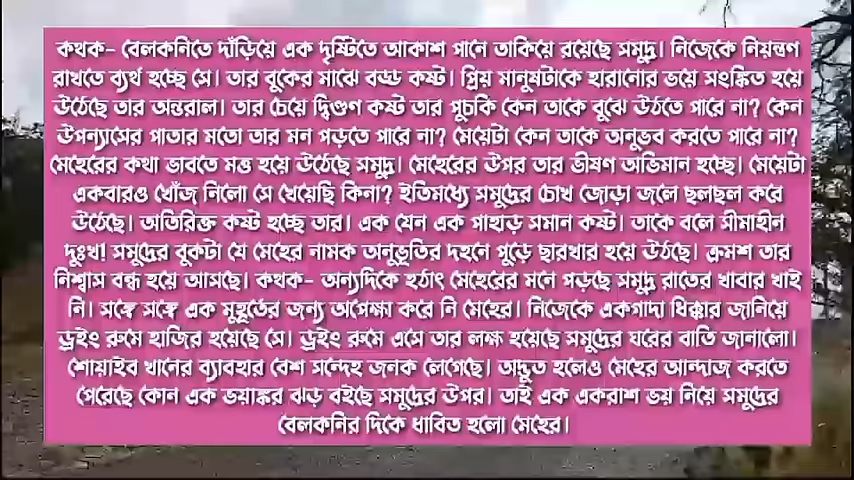 কথক- বেলকনিতে দাঁড়িয়ে এক দৃষ্টিতে আকাশ পানে তাকিয়ে রয়েছে সমুদ্র। নিজেকে নিয়ন্ত্রণ
রাখতে ব্যর্থ হচ্ছে সে। তার বুকের মাঝে বড্ড কষ্ট। প্রিয় মানুষটাকে হারানোর ভয়ে সংঙ্কিত হয়ে
উঠেছে তার অন্তরাল। তার চেয়ে দ্বিগুণ কষ্ট তার পুচকি কেন তাকে বুঝে উঠতে পারে না? কেন
উপন্যাসের পাতার মতো তার মন পড়তে পারে না? মেয়েটা কেন তাকে অনুভব করতে পারে না?
মেহেরের কথা ভাবতে মত্ত হয়ে উঠেছে সমুদ্র। মেহেরের উপর তার ভীষণ অভিমান হচ্ছে। মেয়েটা
একবারও খোঁজ নিলো সে খেয়েছি কিনা? ইতিমধ্যে সমুদ্রের চোখ জোড়া জলে ছলছল করে
উঠেছে। অতিরিক্ত কষ্ট হচ্ছে তার। এক যেন এক পাহাড় সমান কষ্ট। তাকে বলে সীমাহীন
দুঃখ! সমুদ্রের বুকটা যে মেহের নামক অনুভূতির দহনে পুড়ে ছারখার হয়ে উঠছে। ক্রমশ তার
নিশ্বাস বন্ধ হয়ে আসছে। কথক- অন্যদিকে হঠাৎ মেহেরের মনে পড়ছে সমুদ্র রাতের খাবার খাই
নি। সঙ্গে সঙ্গে এক মুহূর্তের জন্য অপেক্ষা করে নি মেহের। নিজেকে একগাদা ধিক্কার জানিয়ে
ড্রইং রুমে হাজির হয়েছে সে। ড্রইং রুমে এসে তার লক্ষ হয়েছে সমুদ্রের ঘরের বাতি জানালো।
শোয়াইব খানের ব্যাবহার বেশ সন্দেহ জনক লেগেছে। অদ্ভুত হলেও মেহের আন্দাজ করতে
পেরেছে কোন এক ভয়াঙ্কর ঝড় বইছে সমুদ্রের উপর। তাই এক একরাশ ভয় নিয়ে সমুদ্রের
বেলকনির দিকে ধাবিত হলো মেহের।